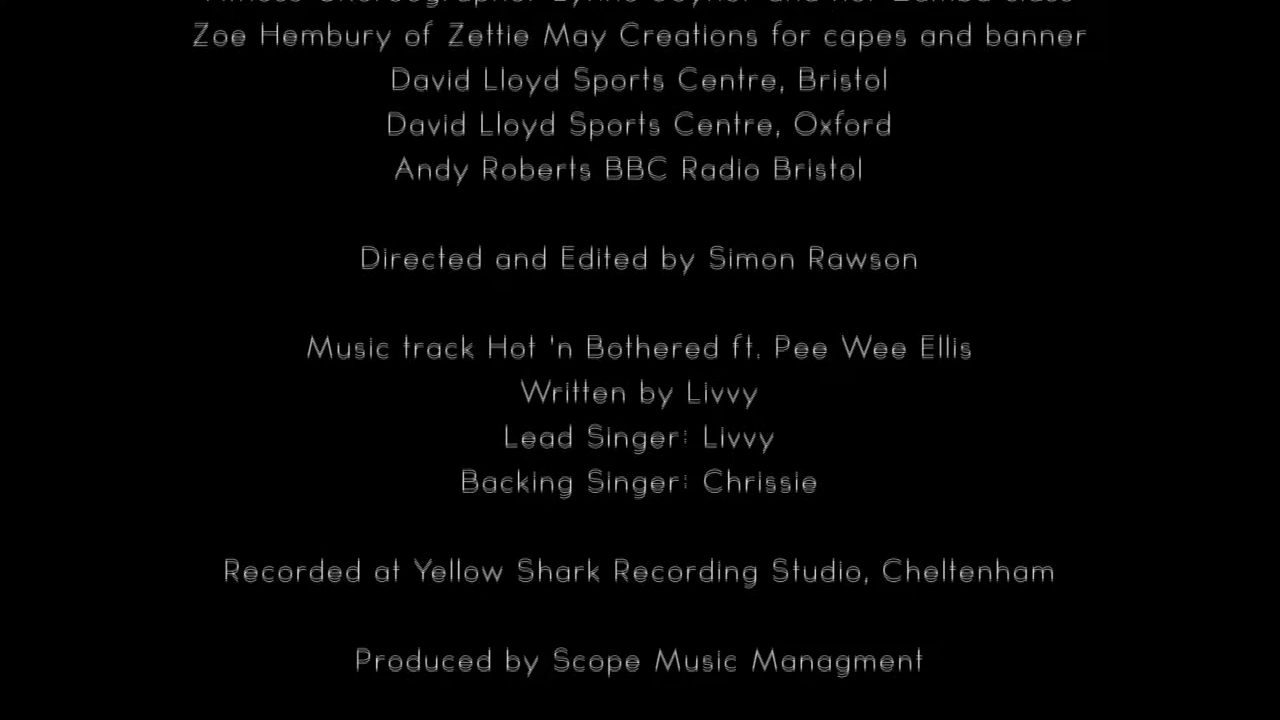 Zoe Hembury of Zettie May Creations for capes and banner
David Lloyd Sports Centre, Bristol
David Lloyd Sports Centre, Oxford
Andy Roberts BBC Radio Bristol
Directed and Edited by Simon Rawson
Music track Hot 'n Bothered ft. Pee Wee Ellis
Written by Livvy
Lead Singer: Livvy
Backing Singer: Chrissie
Recorded at Yellow Shark Recording Studio, Cheltenham
Produced by Scope Music Managment